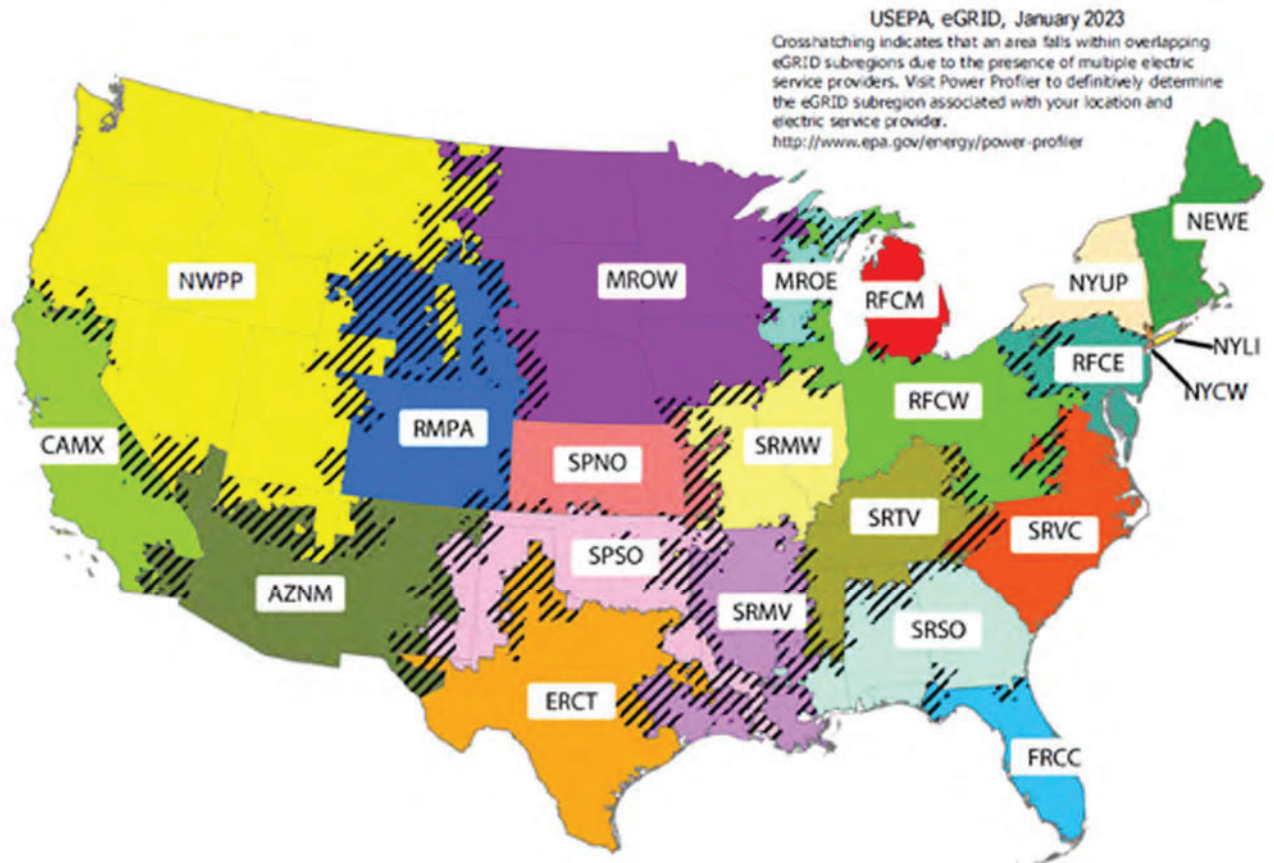 USEPA, eGRID, January 2023
Crosshatching indicates that an area falls within overlapping
eGRID subregions due to the presence of multiple electric
service providers. Visit Power Profiler to definitively determine
the eGRID subregion associated with your location and
electric service provider.
http://www.epa.gov/energy/power-profiler
NEWE
NWPP
MROW
MROE
RFCM
NYUP
NYLI
RFCE
NYCW
RFCW
RMPA
CAMX
SRMW
SPNO
SRTV
SRVC
SPSO
AZNM
SRMV
SRSO
ERCT
FRCC